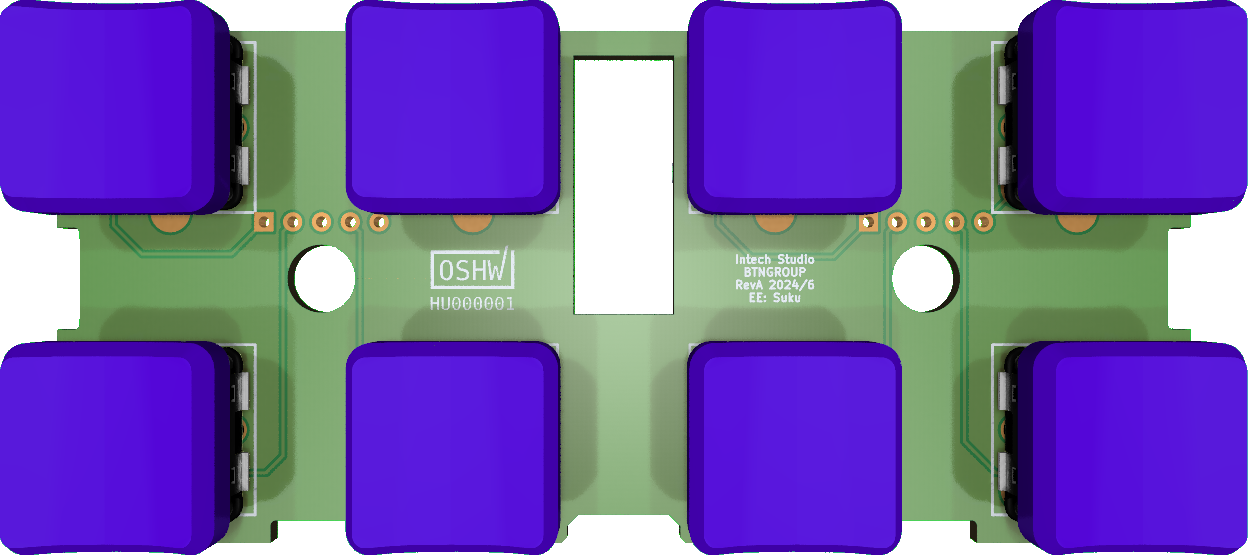 OSHW
HU000001
Intech Studio
BTNGROUP
RevA 2024/6
EE: Suku